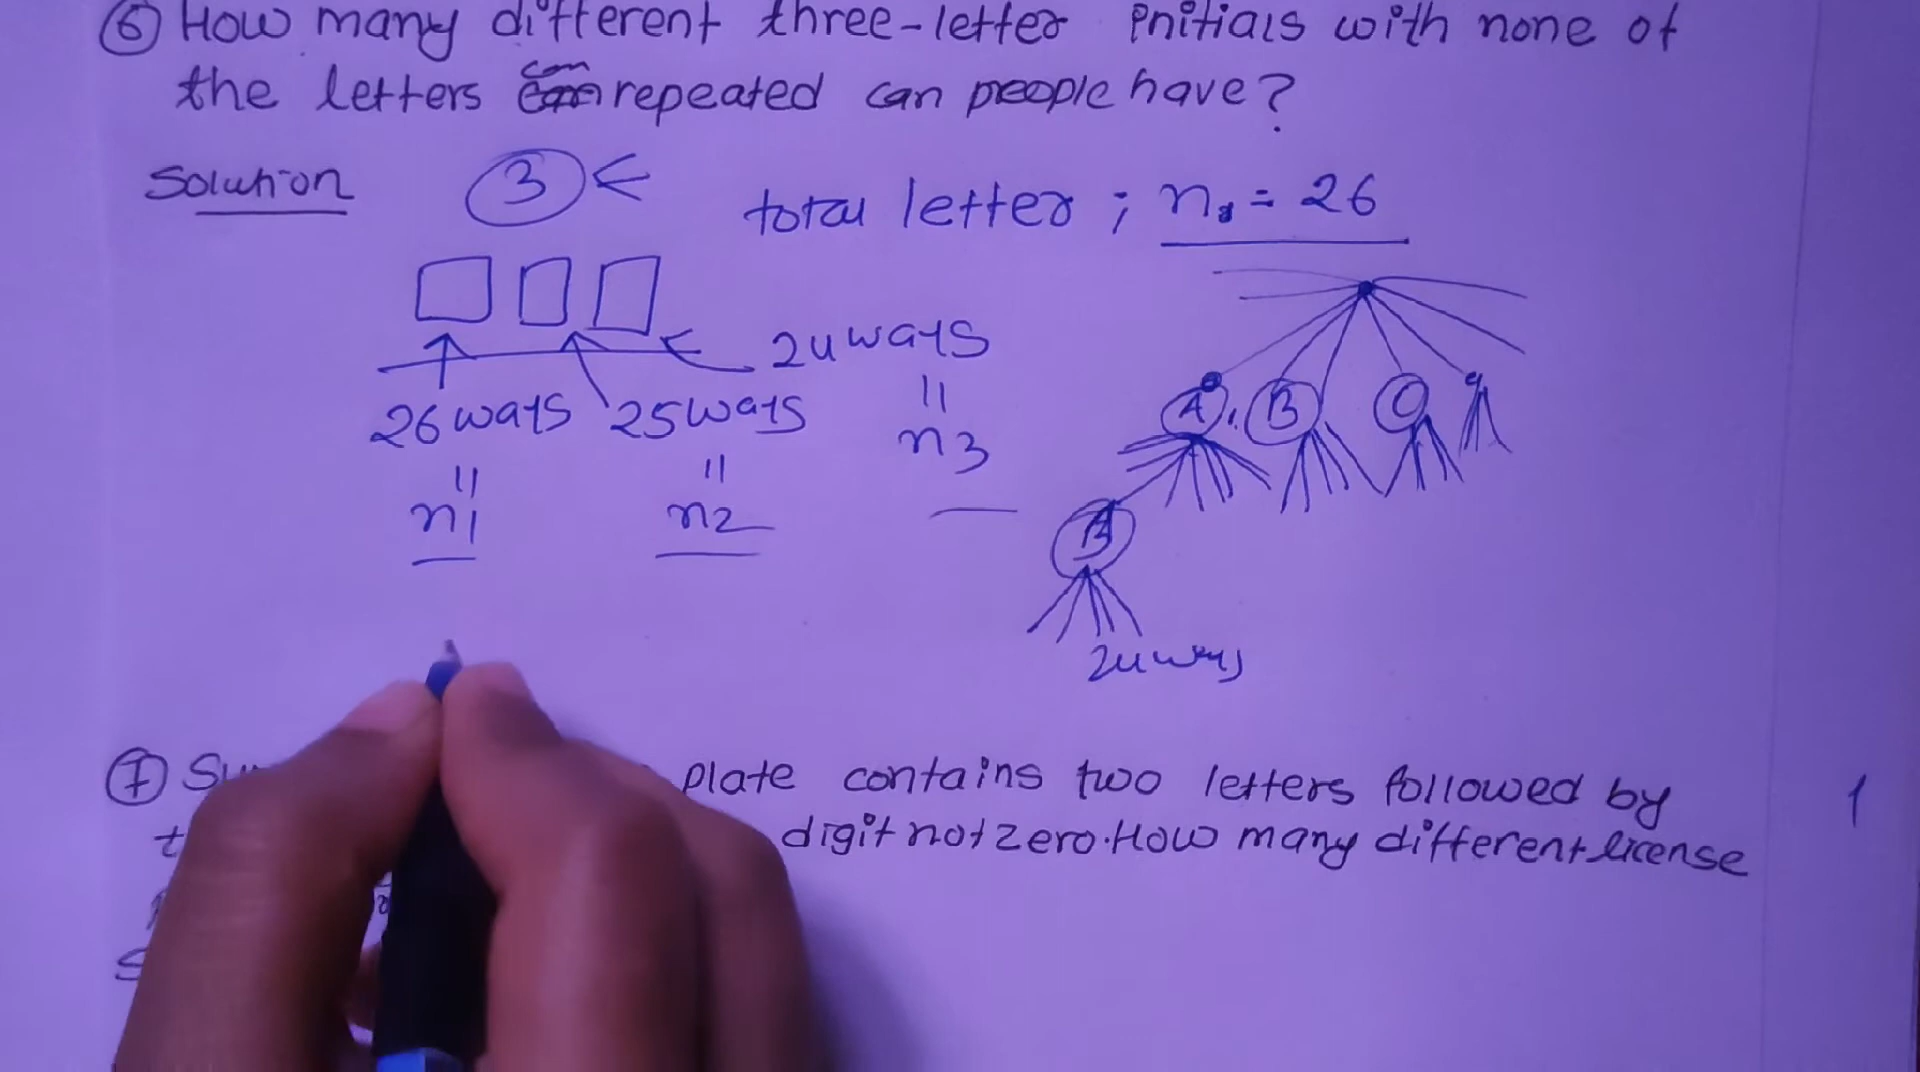 ⑥ How many different three-letter initials with none of
the letters can repeated can people have?
Solution
3
total letter ; n = 26
24 ways
26 ways
25 ways
=
n3
=
n1
=
n2
A
B
C
B
24 ways
⑦ plate contains two letters followed by
digit not zero. How many different license
1